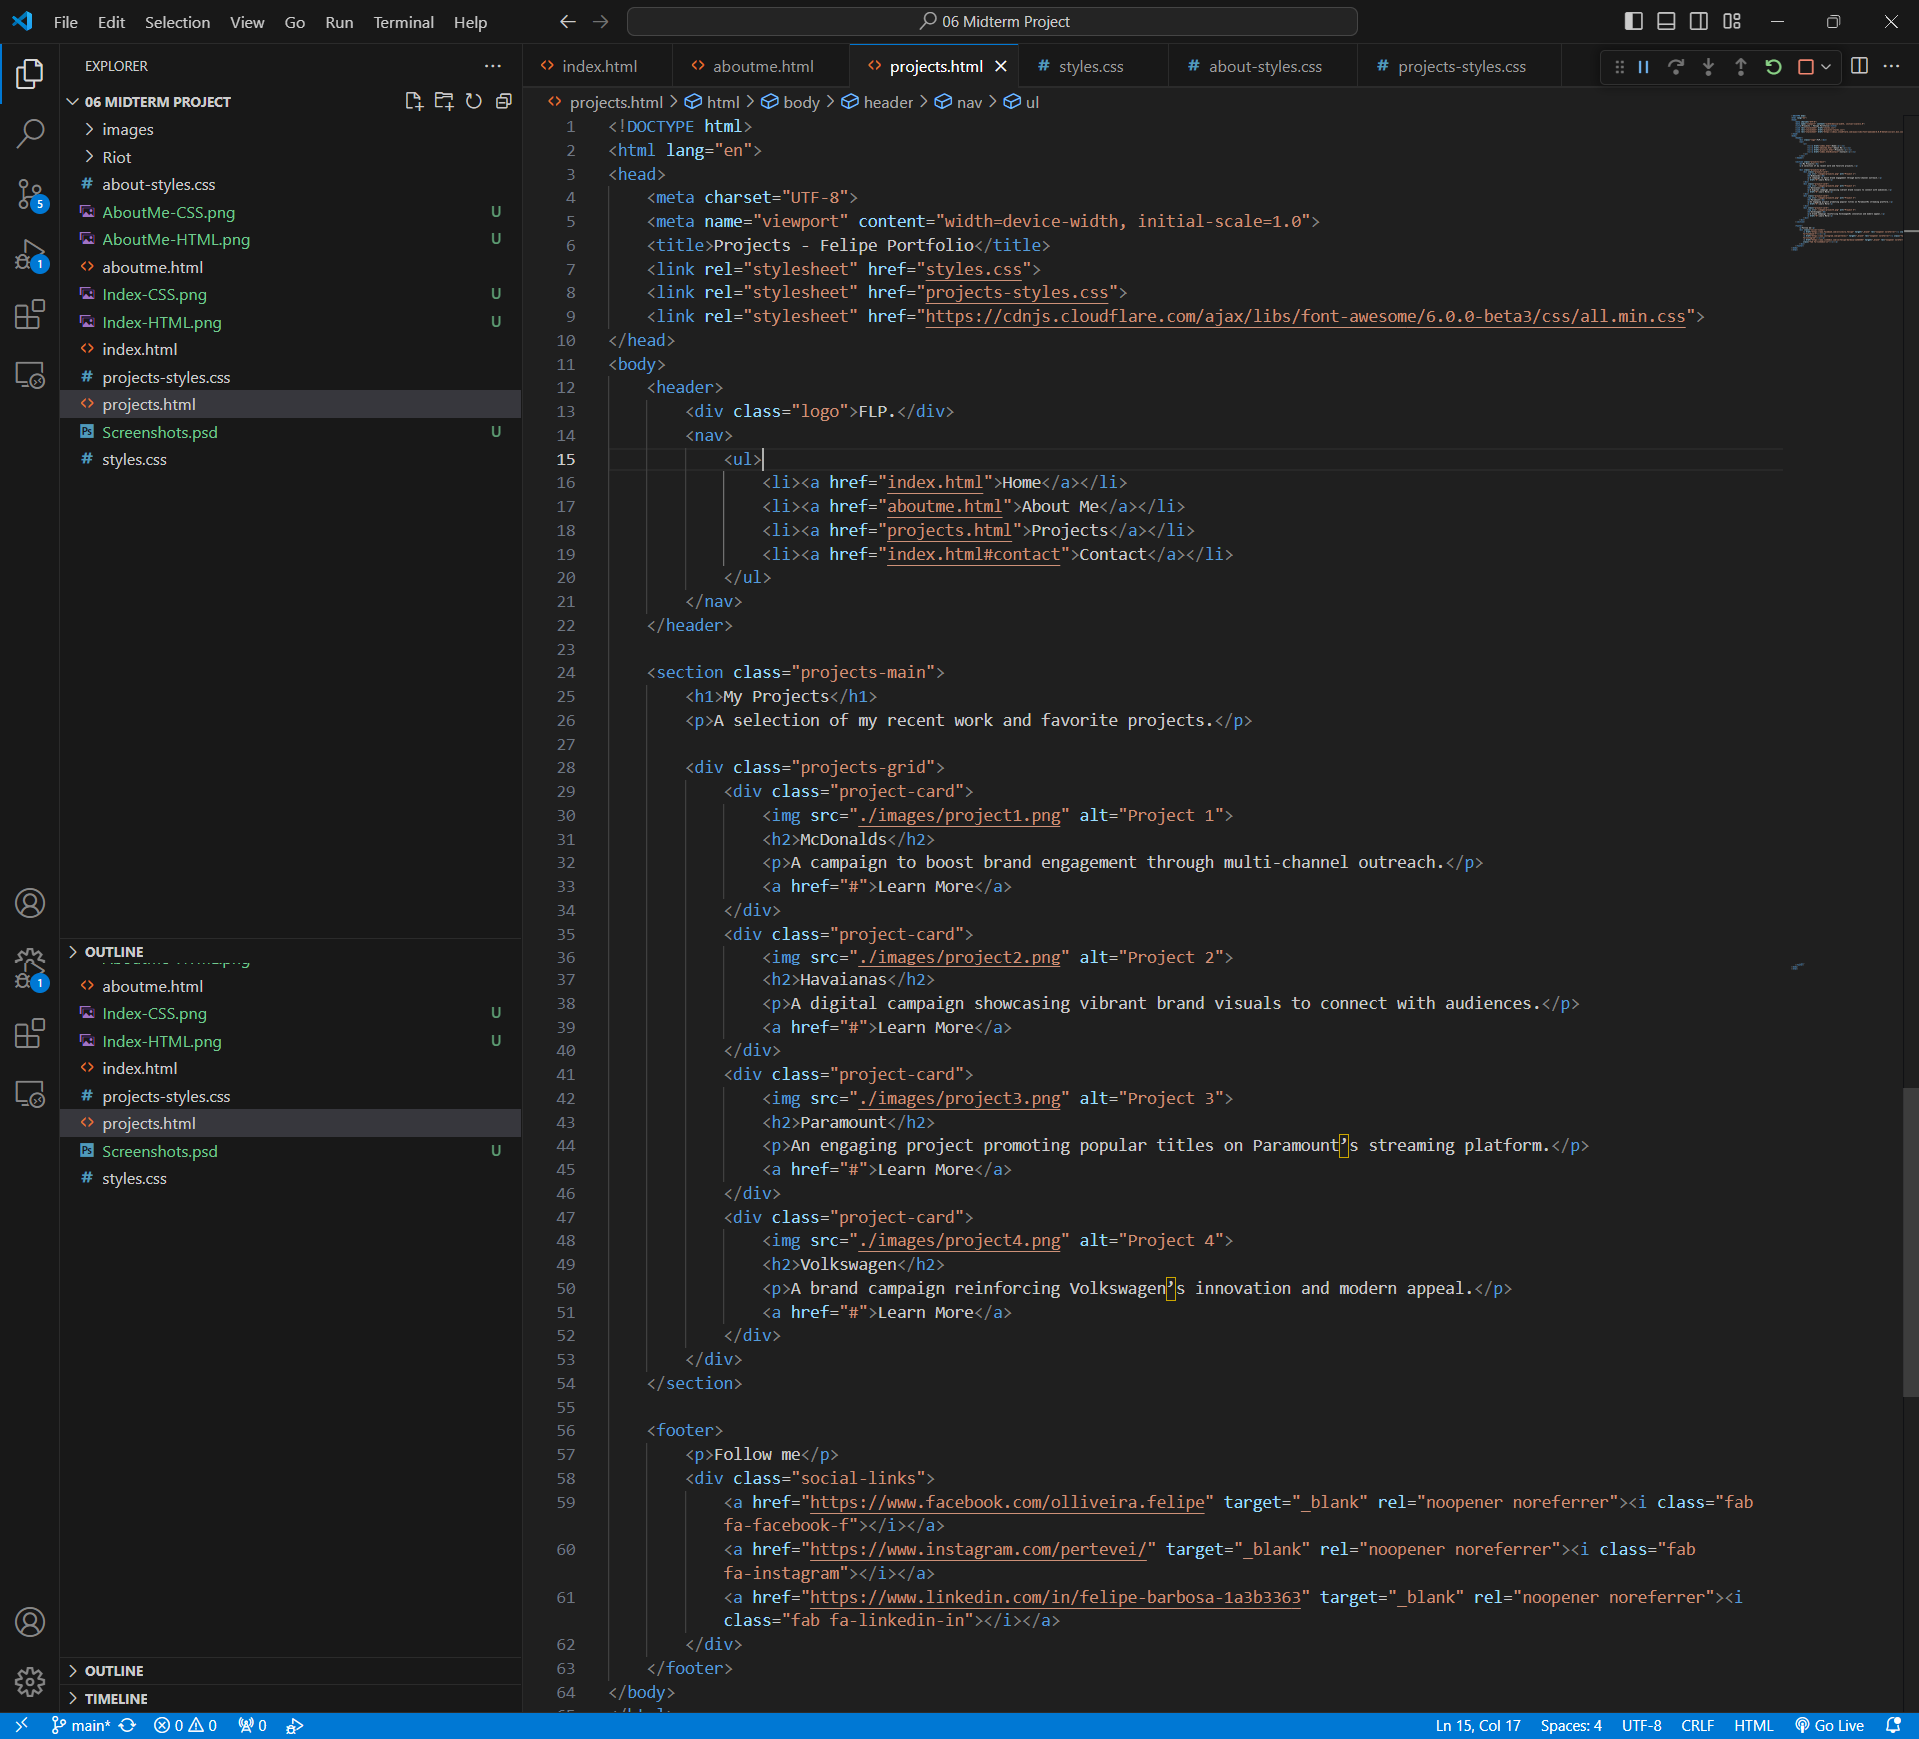 File Edit Selection View Go Run Terminal Help
06 Midterm Project
EXPLORER
06 MIDTERM PROJECT
images
Riot
about-styles.css
AboutMe-CSS.png U
AboutMe-HTML.png U
aboutme.html
Index-CSS.png U
Index-HTML.png U
index.html
projects-styles.css
projects.html
Screenshots.psd U
styles.css
5
1
OUTLINE
aboutme.html
Index-CSS.png U
Index-HTML.png U
index.html
projects-styles.css
projects.html
Screenshots.psd U
styles.css
1
OUTLINE
TIMELINE
index.html aboutme.html projects.html styles.css about-styles.css projects-styles.css
projects.html > html > body > header > nav > ul
1 <!DOCTYPE html>
2 <html lang="en">
3 <head>
4 <meta charset="UTF-8">
5 <meta name="viewport" content="width=device-width, initial-scale=1.0">
6 <title>Projects - Felipe Portfolio</title>
7 <link rel="stylesheet" href="styles.css">
8 <link rel="stylesheet" href="projects-styles.css">
9 <link rel="stylesheet" href="https://cdnjs.cloudflare.com/ajax/libs/font-awesome/6.0.0-beta3/css/all.min.css">
10 </head>
11 <body>
12 <header>
13 <div class="logo">FLP.</div>
14 <nav>
15 <ul>
16 <li><a href="index.html">Home</a></li>
17 <li><a href="aboutme.html">About Me</a></li>
18 <li><a href="projects.html">Projects</a></li>
19 <li><a href="index.html#contact">Contact</a></li>
20 </ul>
21 </nav>
22 </header>
23
24 <section class="projects-main">
25 <h1>My Projects</h1>
26 <p>A selection of my recent work and favorite projects.</p>
27
28 <div class="projects-grid">
29 <div class="project-card">
30 <img src="./images/project1.png" alt="Project 1">
31 <h2>McDonalds</h2>
32 <p>A campaign to boost brand engagement through multi-channel outreach.</p>
33 <a href="#">Learn More</a>
34 </div>
35 <div class="project-card">
36 <img src="./images/project2.png" alt="Project 2">
37 <h2>Havaianas</h2>
38 <p>A digital campaign showcasing vibrant brand visuals to connect with audiences.</p>
39 <a href="#">Learn More</a>
40 </div>
41 <div class="project-card">
42 <img src="./images/project3.png" alt="Project 3">
43 <h2>Paramount</h2>
44 <p>An engaging project promoting popular titles on Paramount’s streaming platform.</p>
45 <a href="#">Learn More</a>
46 </div>
47 <div class="project-card">
48 <img src="./images/project4.png" alt="Project 4">
49 <h2>Volkswagen</h2>
50 <p>A brand campaign reinforcing Volkswagen’s innovation and modern appeal.</p>
51 <a href="#">Learn More</a>
52 </div>
53 </div>
54 </section>
55
56 <footer>
57 <p>Follow me</p>
58 <div class="social-links">
59 <a href="https://www.facebook.com/olliveira.felipe" target="_blank" rel="noopener noreferrer"><i class="fab
fa-facebook-f"></i></a>
60 <a href="https://www.instagram.com/pertevei/" target="_blank" rel="noopener noreferrer"><i class="fab
fa-instagram"></i></a>
61 <a href="https://www.linkedin.com/in/felipe-barbosa-1a3b3363" target="_blank" rel="noopener noreferrer"><i
class="fab fa-linkedin-in"></i></a>
62 </div>
63 </footer>
64 </body>
main* 0 0 0
Ln 15, Col 17 Spaces: 4 UTF-8 CRLF HTML Go Live